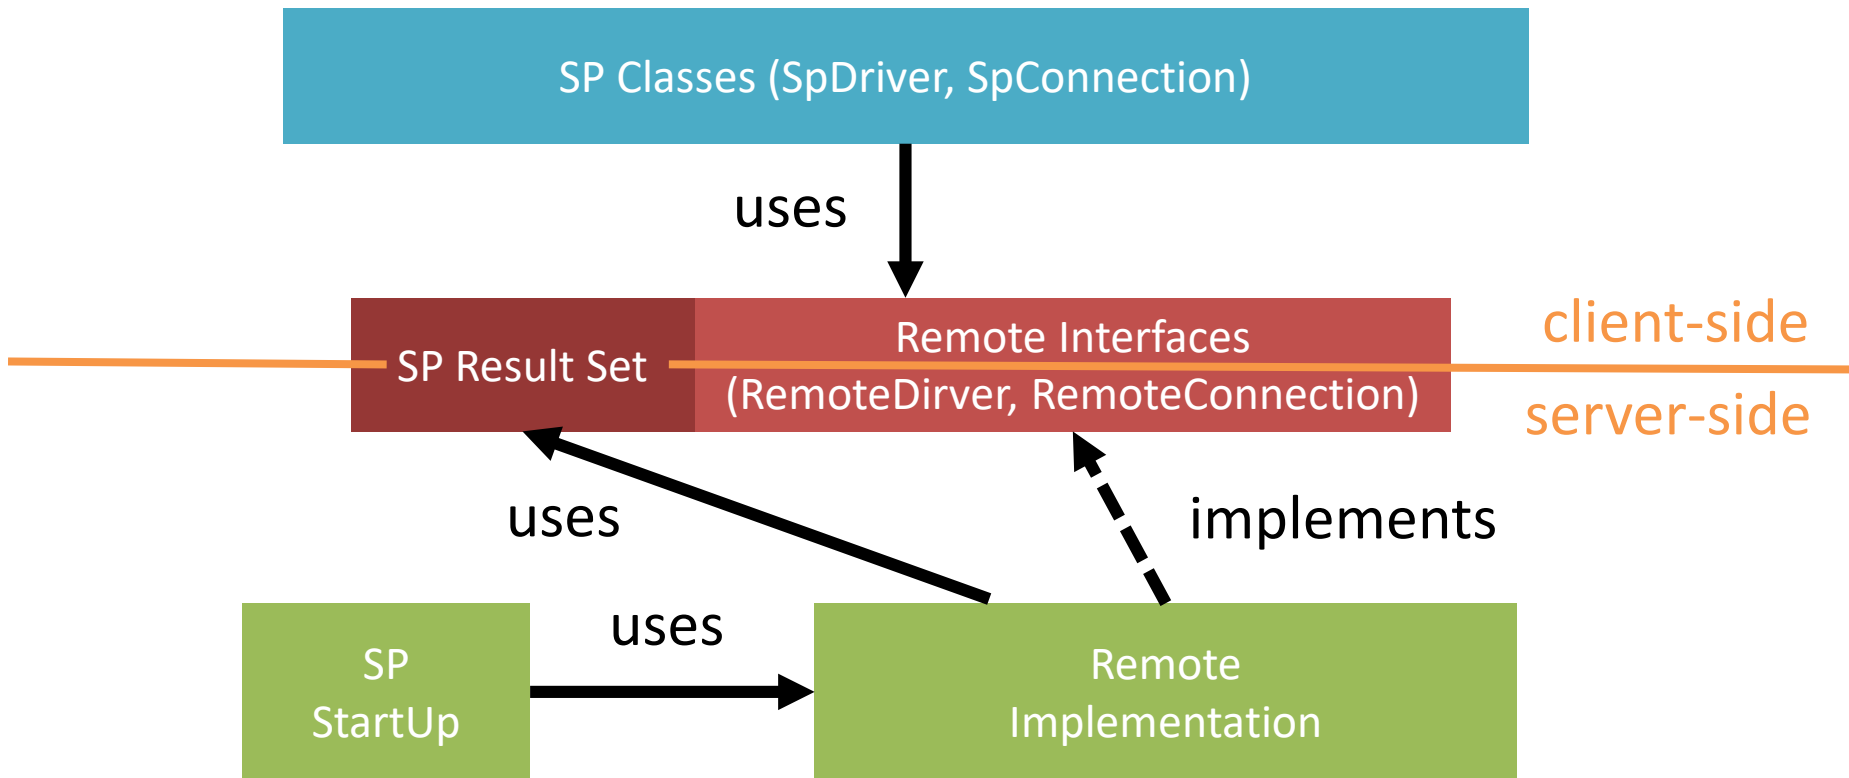 SP Classes (SpDriver, SpConnection)
uses
SP Result Set
Remote Interfaces
(RemoteDirver, RemoteConnection)
client-side
server-side
uses
implements
uses
SP
StartUp
Remote
Implementation